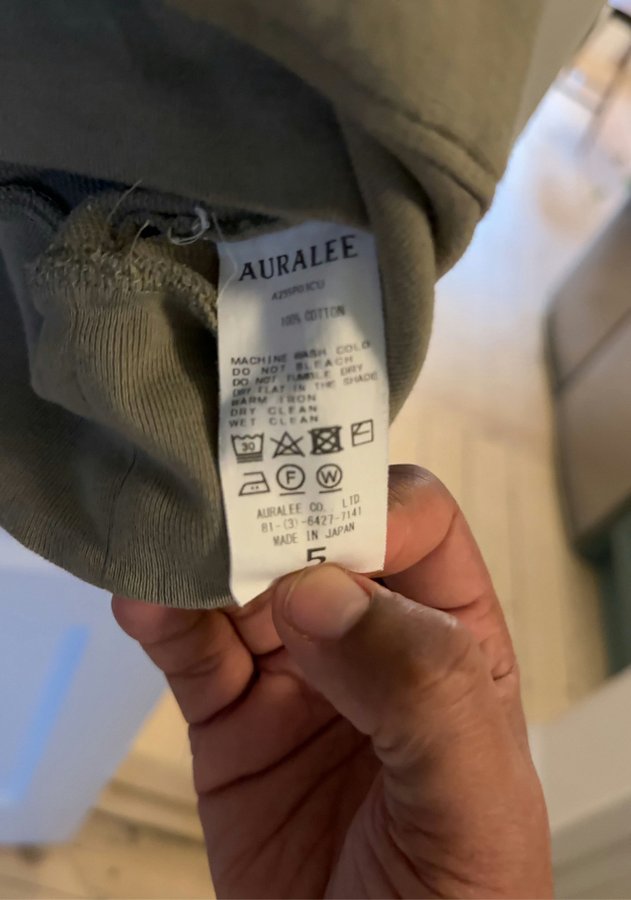 AURALEE
A25SP01CU
100% COTTON
MACHINE WASH COLD
DO NOT BLEACH
DO NOT TUMBLE DRY
DRY FLAT IN THE SHADE
WARM IRON
DRY CLEAN
WET CLEAN
30
F W
AURALEE CO., LTD
81-(3)-6427-7141
MADE IN JAPAN
5